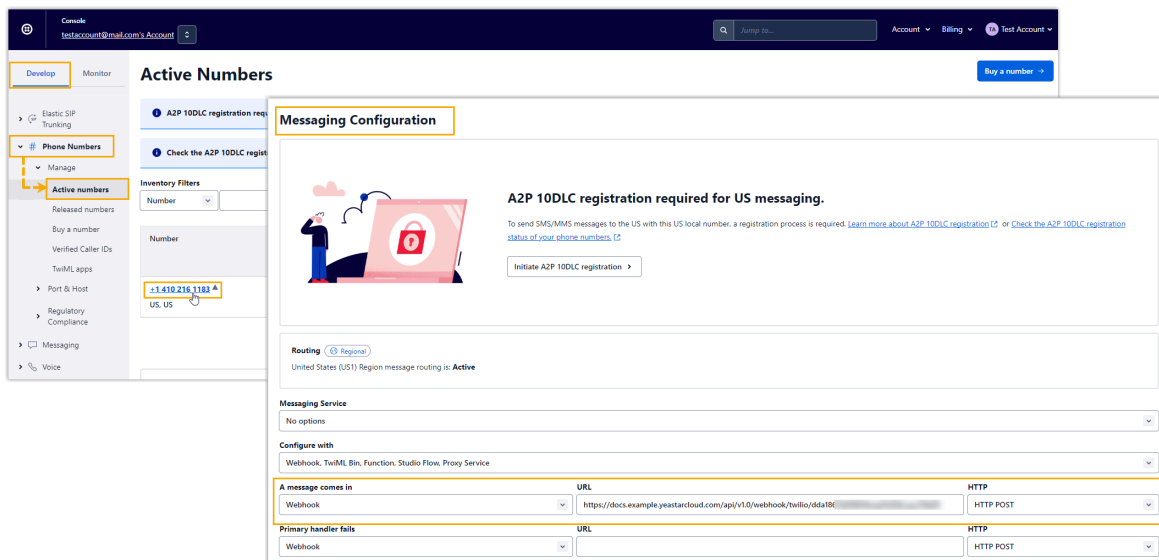 Console
testaccount@mail.com's Account
Jump to...
Account
Billing
TA
Test Account
Develop
Monitor
Active Numbers
Buy a number →
Elastic SIP
Trunking
# Phone Numbers
Manage
Active numbers
Released numbers
Buy a number
Verified Caller IDs
TwiML apps
Port & Host
Regulatory
Compliance
Messaging
Voice
A2P 10DLC registration requ
Check the A2P 10DLC regist
Inventory Filters
Number
Number
+1 410 216 1183
US, US
Messaging Configuration
A2P 10DLC registration required for US messaging.
To send SMS/MMS messages to the US with this US local number, a registration process is required. Learn more about A2P 10DLC registration or Check the A2P 10DLC registration
status of your phone numbers.
Initiate A2P 10DLC registration
Routing Regional
United States (US1) Region message routing is: Active
Messaging Service
No options
Configure with
Webhook, TwiML Bin, Function, Studio Flow, Proxy Service
A message comes in URL HTTP
Webhook https://docs.example.yeastarcloud.com/api/v1.0/webhook/twilio/dda186 HTTP POST
Primary handler fails URL HTTP
Webhook HTTP POST